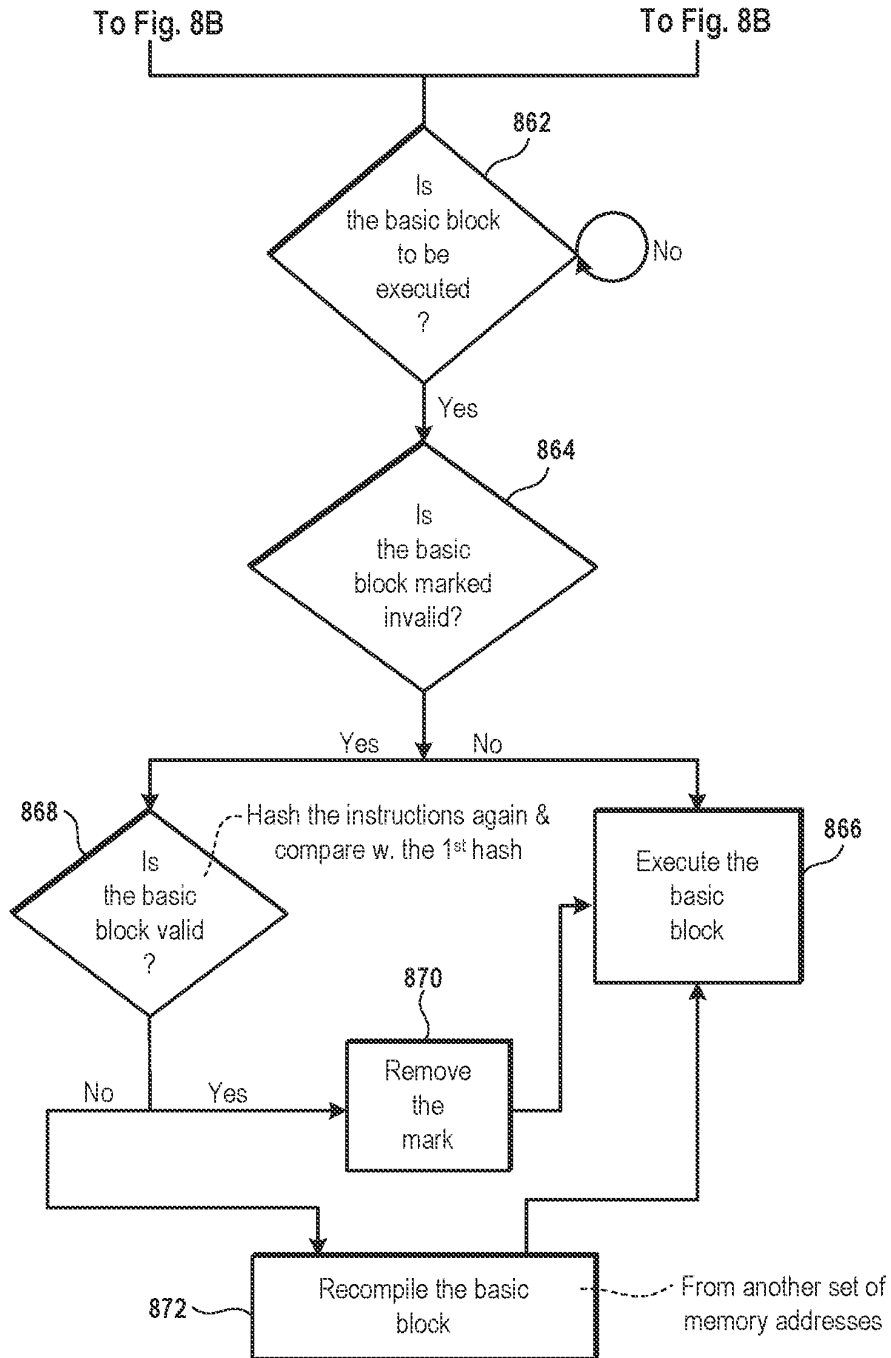 To Fig. 8B
To Fig. 8B
862
Is
the basic block
to be
executed
?
No
Yes
864
Is
the basic
block marked
invalid?
Yes
No
868
Hash the instructions again &
compare w. the 1st hash
Is
the basic
block valid
?
866
Execute the
basic
block
870
Remove
the
mark
No
Yes
872
Recompile the basic
block
From another set of
memory addresses